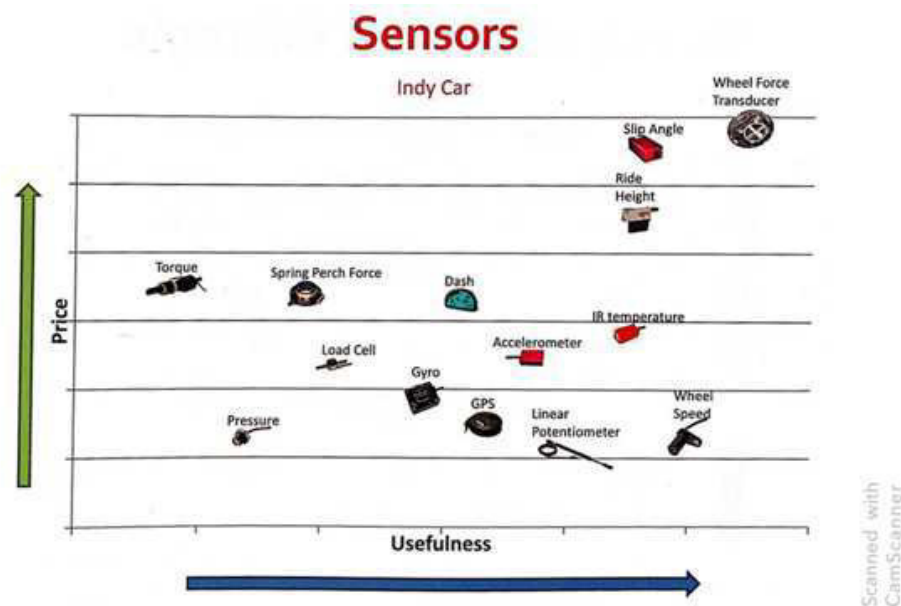 Sensors
Indy Car
Wheel Force
Transducer
Slip Angle
Ride
Height
Torque
Spring Perch Force
Dash
IR temperature
Price
Load Cell
Accelerometer
Gyro
GPS
Linear
Potentiometer
Wheel
Speed
Pressure
Usefulness
Scanned with
CamScanner